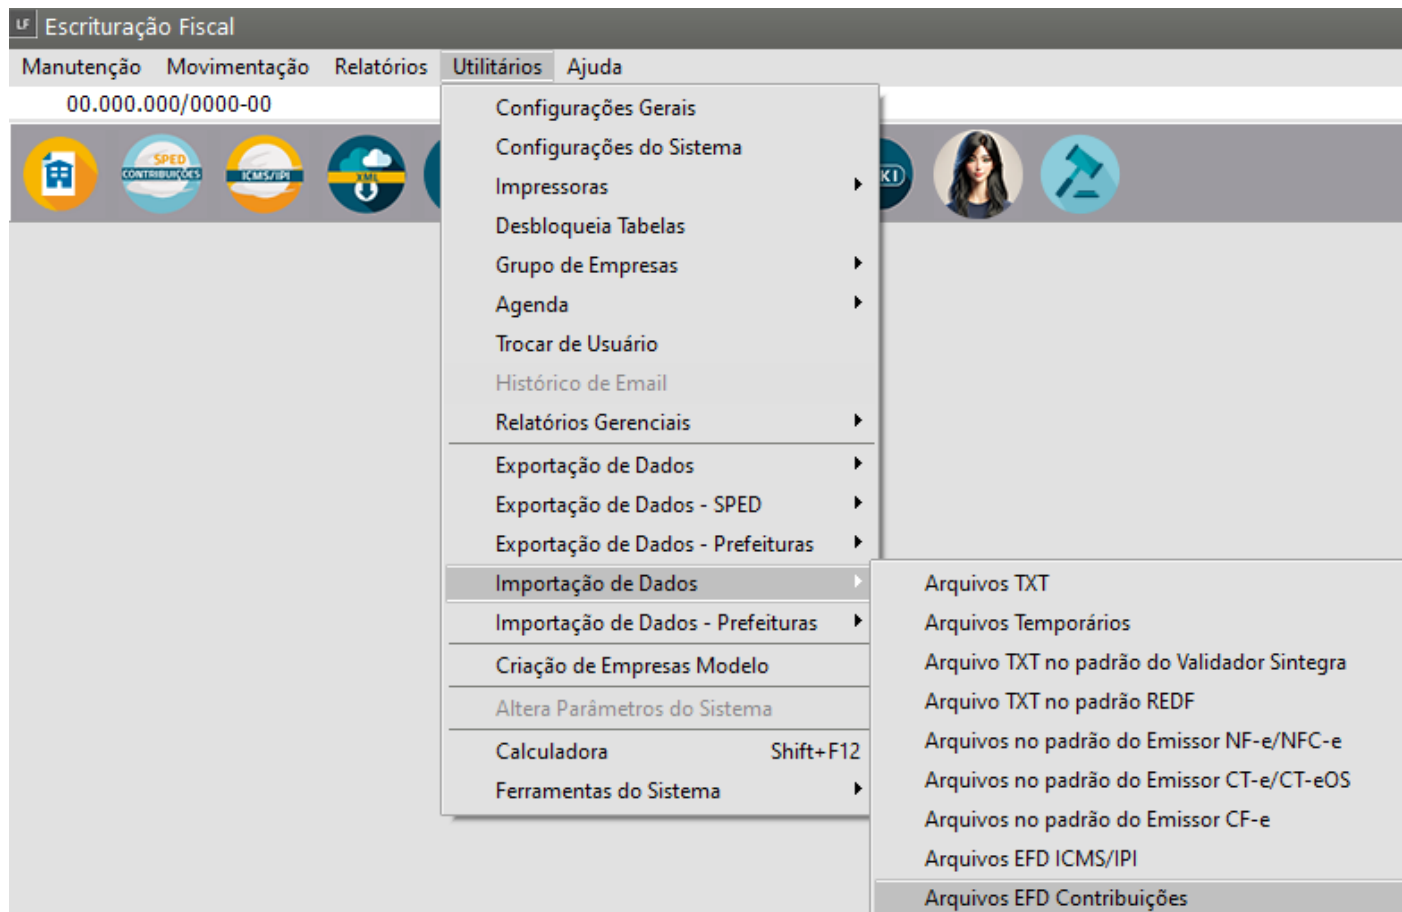 LF Escrituração Fiscal
Manutenção Movimentação Relatórios Utilitários Ajuda
00.000.000/0000-00
SPED
CONTRIBUIÇÕES
ICMS/IPI
XML
KI)
Configurações Gerais
Configurações do Sistema
Impressoras
Desbloqueia Tabelas
Grupo de Empresas
Agenda
Trocar de Usuário
Histórico de Email
Relatórios Gerenciais
Exportação de Dados
Exportação de Dados - SPED
Exportação de Dados - Prefeituras
Importação de Dados
Importação de Dados - Prefeituras
Criação de Empresas Modelo
Altera Parâmetros do Sistema
Calculadora Shift+F12
Ferramentas do Sistema
Arquivos TXT
Arquivos Temporários
Arquivo TXT no padrão do Validador Sintegra
Arquivo TXT no padrão REDF
Arquivos no padrão do Emissor NF-e/NFC-e
Arquivos no padrão do Emissor CT-e/CT-eOS
Arquivos no padrão do Emissor CF-e
Arquivos EFD ICMS/IPI
Arquivos EFD Contribuições